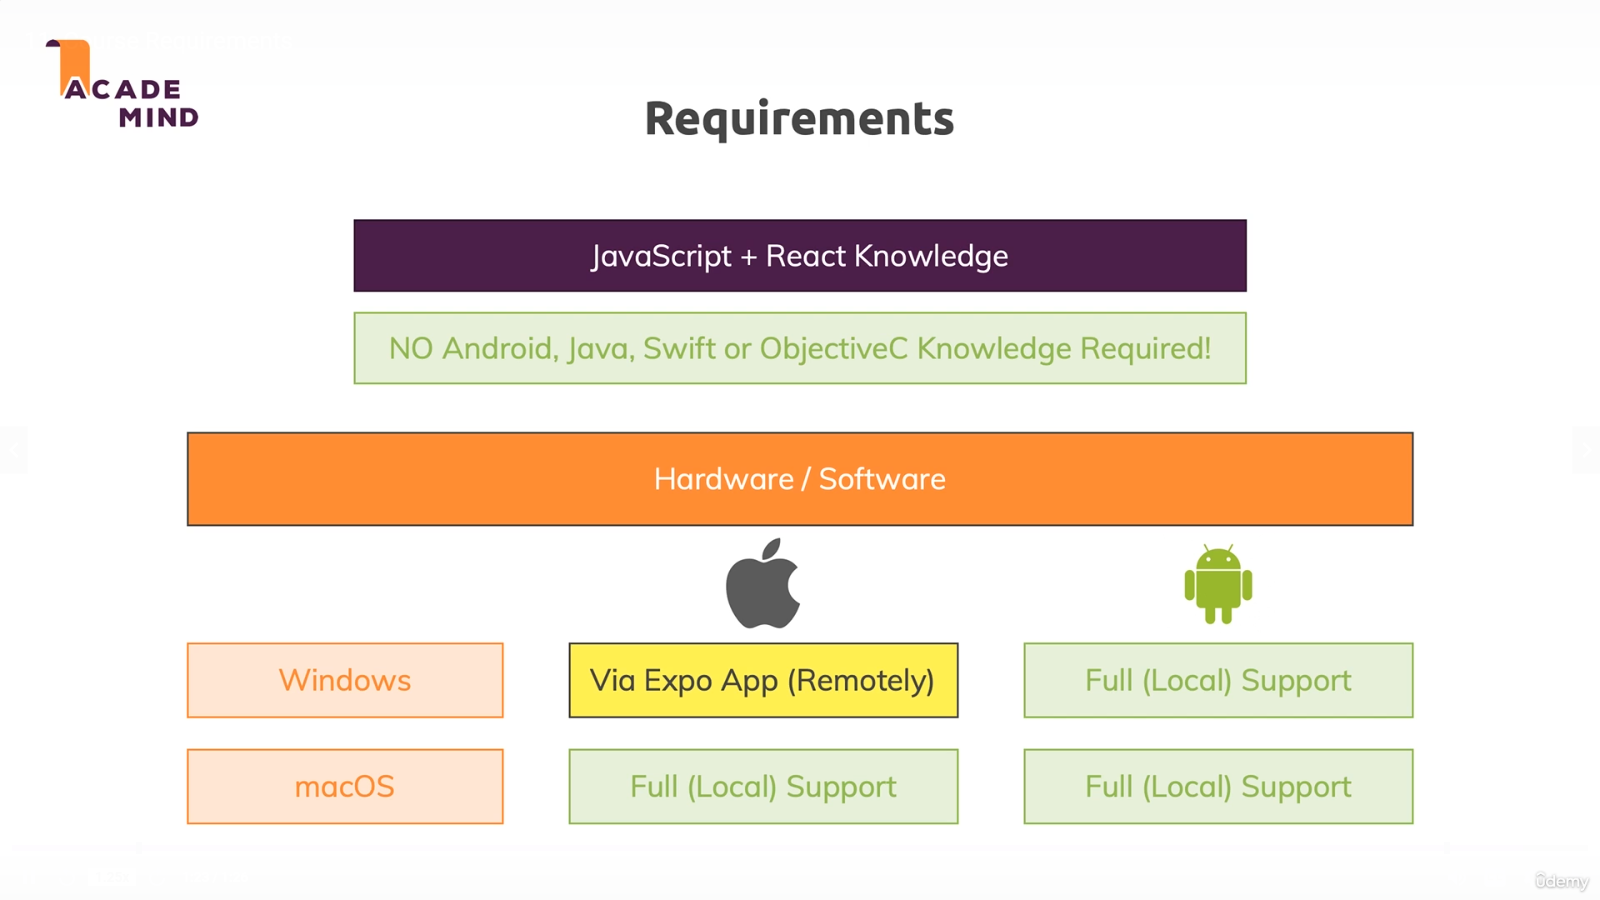 ACADE
MIND
Requirements
JavaScript + React Knowledge
NO Android, Java, Swift or ObjectiveC Knowledge Required!
Hardware / Software
Windows
Via Expo App (Remotely)
Full (Local) Support
macOS
Full (Local) Support
Full (Local) Support
ûdemy